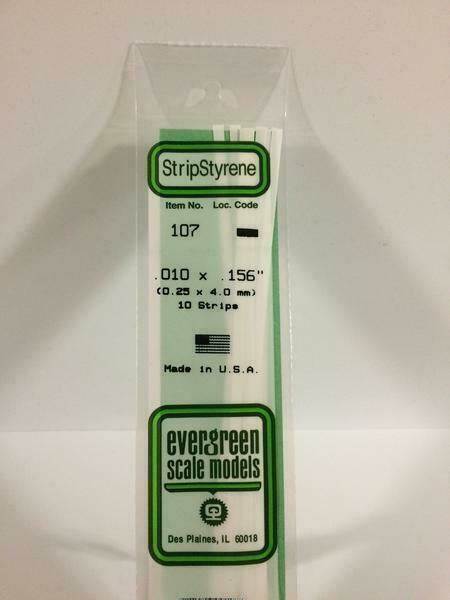 StripStyrene
Item No. Loc. Code
107
.010 x .156"
(0.25 x 4.0 mm)
10 Strips
Made in U.S.A.
evergreen
scale models
Des Plaines, IL 60018